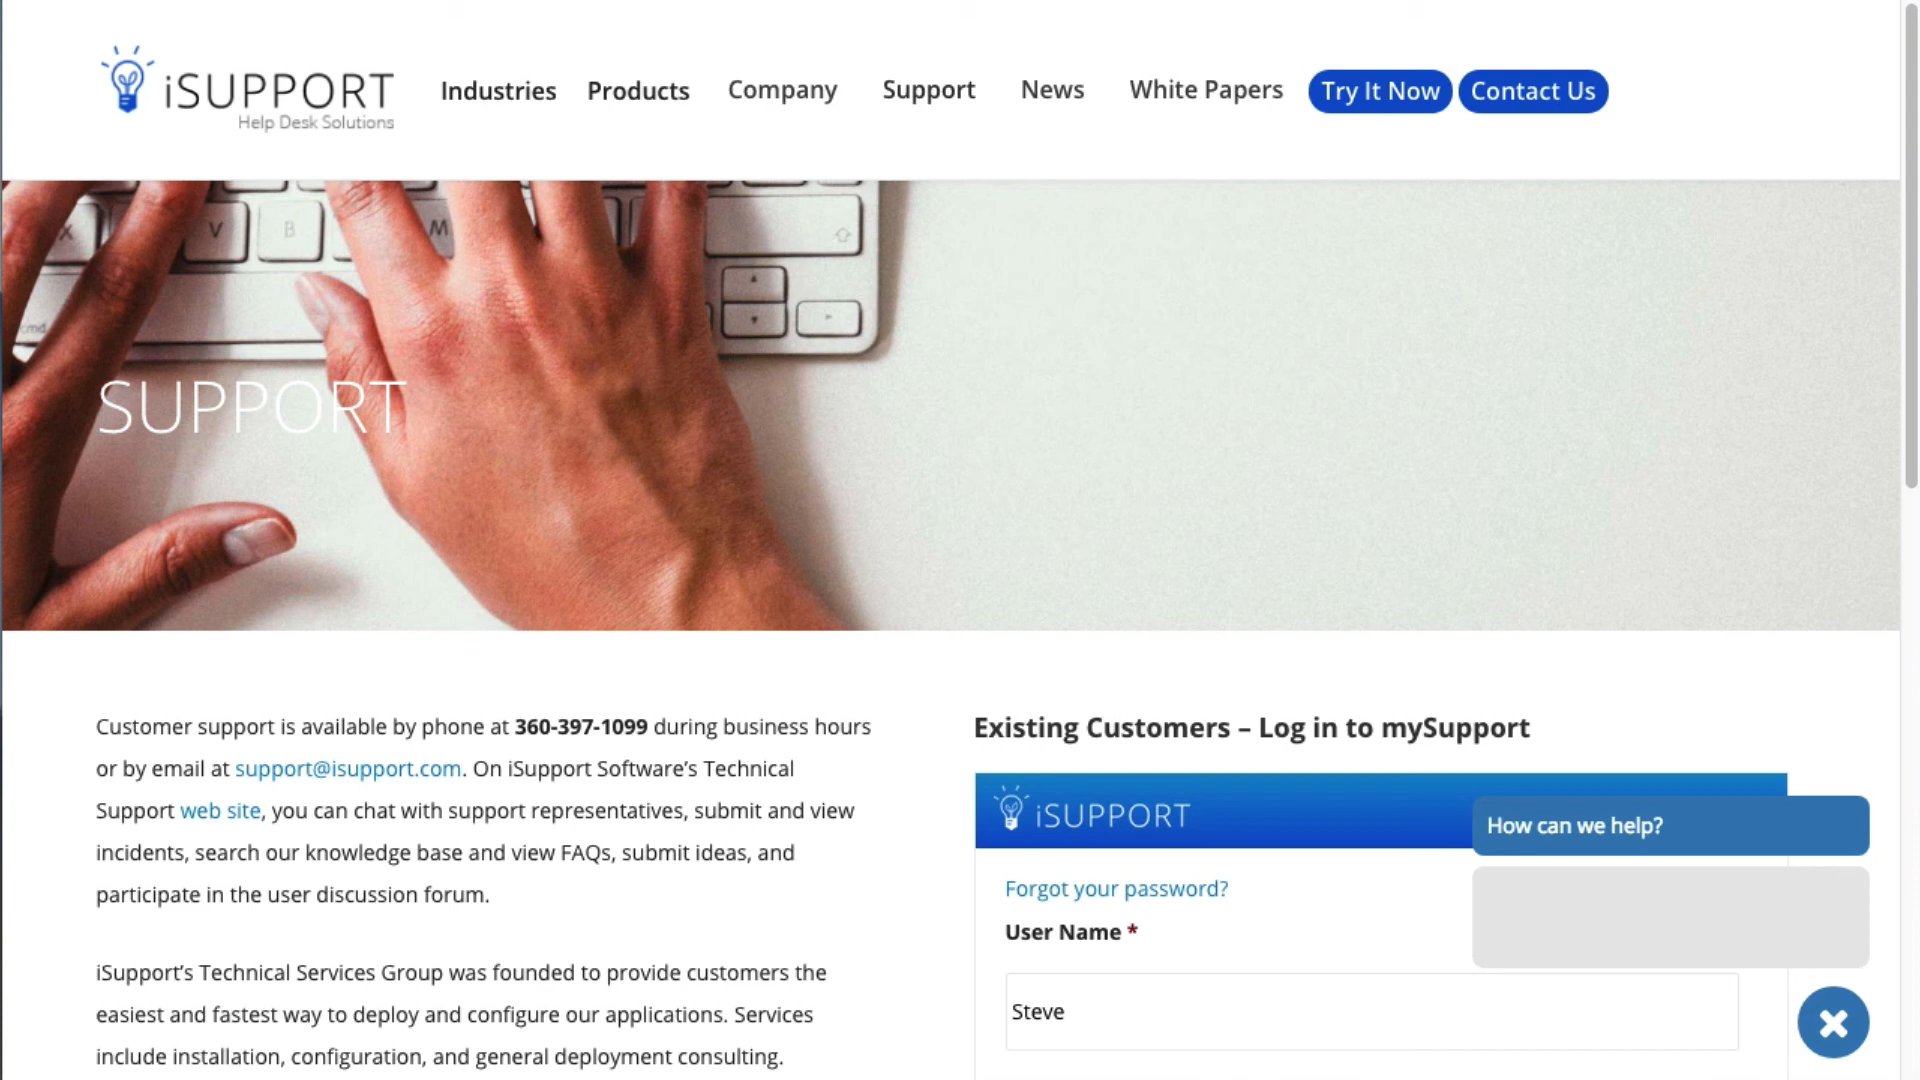 iSUPPORT
Help Desk Solutions
Industries
Products
Company
Support
News
White Papers
Try It Now
Contact Us
X
V
B
M
cmd
SUPPORT
Customer support is available by phone at 360-397-1099 during business hours
or by email at support@isupport.com. On iSupport Software’s Technical
Support web site, you can chat with support representatives, submit and view
incidents, search our knowledge base and view FAQs, submit ideas, and
participate in the user discussion forum.
iSupport’s Technical Services Group was founded to provide customers the
easiest and fastest way to deploy and configure our applications. Services
include installation, configuration, and general deployment consulting.
Existing Customers – Log in to mySupport
iSUPPORT
How can we help?
Forgot your password?
User Name *
Steve